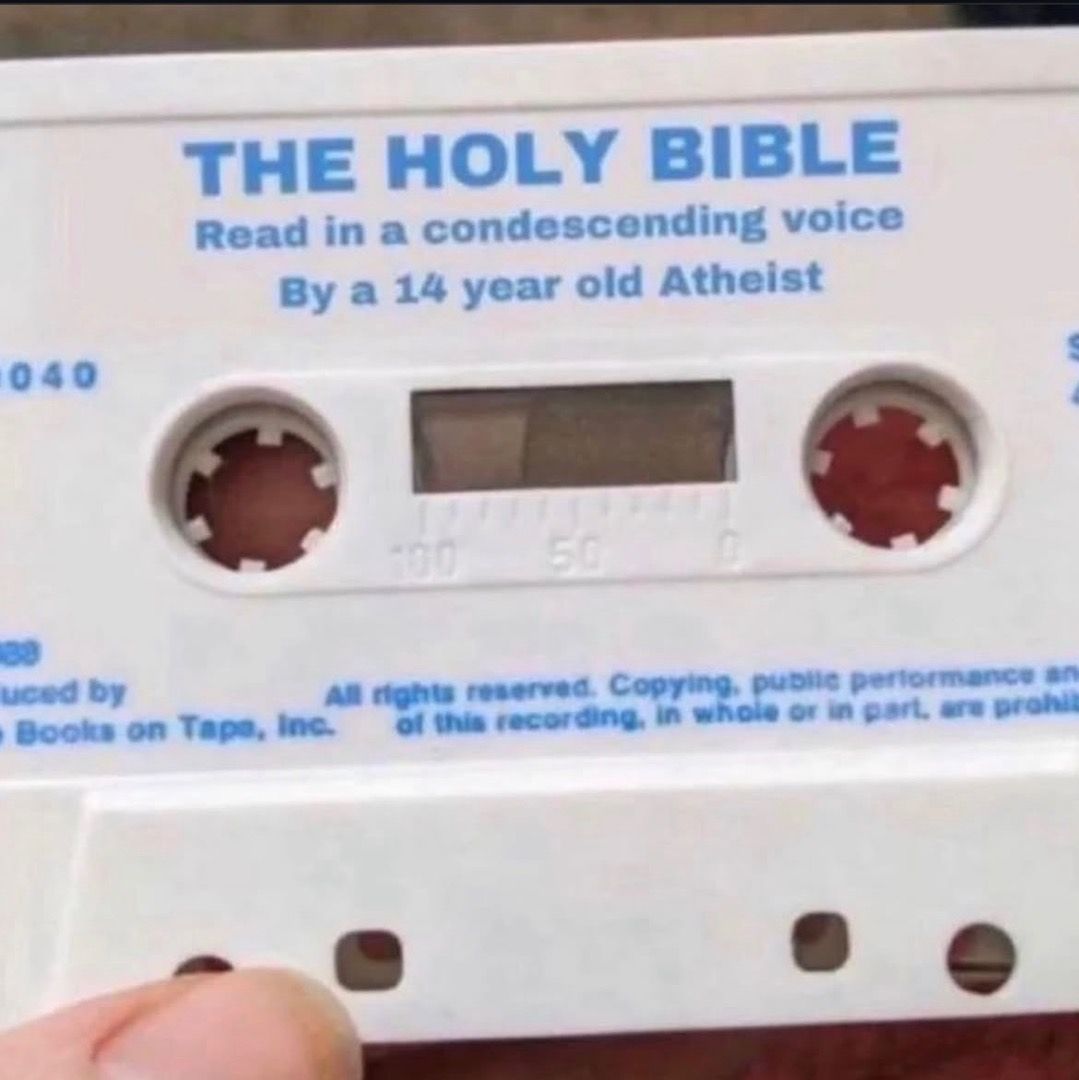 THE HOLY BIBLE
Read in a condescending voice
By a 14 year old Atheist
040
100 50 0
uced by
Books on Tape, Inc.
All rights reserved. Copying, public performance an
of this recording, in whole or in part, are prohib